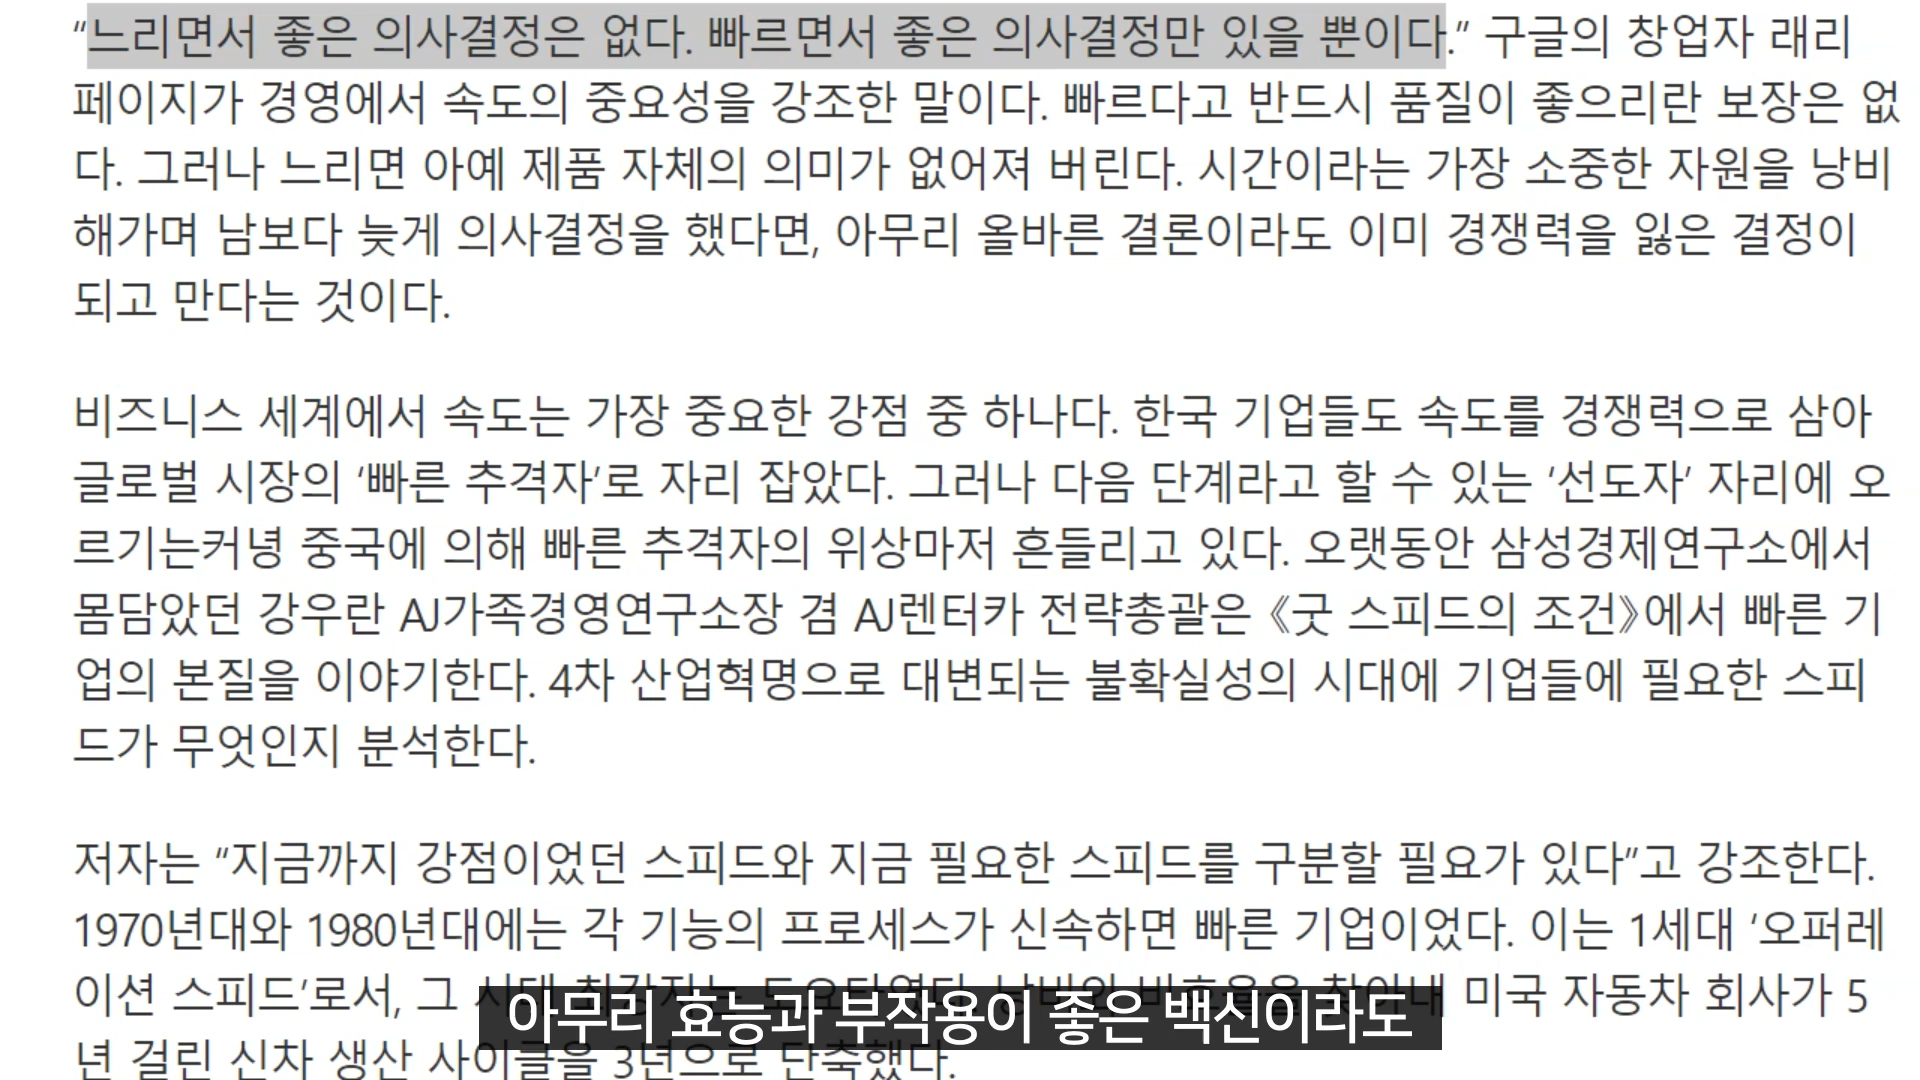 “느리면서 좋은 의사결정은 없다. 빠르면서 좋은 의사결정만 있을 뿐이다.” 구글의 창업자 래리
페이지가 경영에서 속도의 중요성을 강조한 말이다. 빠르다고 반드시 품질이 좋으리란 보장은 없
다. 그러나 느리면 아예 제품 자체의 의미가 없어져 버린다. 시간이라는 가장 소중한 자원을 낭비
해가며 남보다 늦게 의사결정을 했다면, 아무리 올바른 결론이라도 이미 경쟁력을 잃은 결정이
되고 만다는 것이다.
비즈니스 세계에서 속도는 가장 중요한 강점 중 하나다. 한국 기업들도 속도를 경쟁력으로 삼아
글로벌 시장의 ‘빠른 추격자’로 자리 잡았다. 그러나 다음 단계라고 할 수 있는 ‘선도자’ 자리에 오
르기는커녕 중국에 의해 빠른 추격자의 위상마저 흔들리고 있다. 오랫동안 삼성경제연구소에서
몸담았던 강우란 AJ가족경영연구소장 겸 AJ렌터카 전략총괄은 《굿 스피드의 조건》에서 빠른 기
업의 본질을 이야기한다. 4차 산업혁명으로 대변되는 불확실성의 시대에 기업들에 필요한 스피
드가 무엇인지 분석한다.
저자는 “지금까지 강점이었던 스피드와 지금 필요한 스피드를 구분할 필요가 있다”고 강조한다.
1970년대와 1980년대에는 각 기능의 프로세스가 신속하면 빠른 기업이었다. 이는 1세대 ‘오퍼레
이션 스피드’로서, 그 미국 자동차 회사가 5
아무리 효능과 부작용이 좋은 백신이라도
년 걸린 신차 생산 사이클을 3년으로 단축했다.